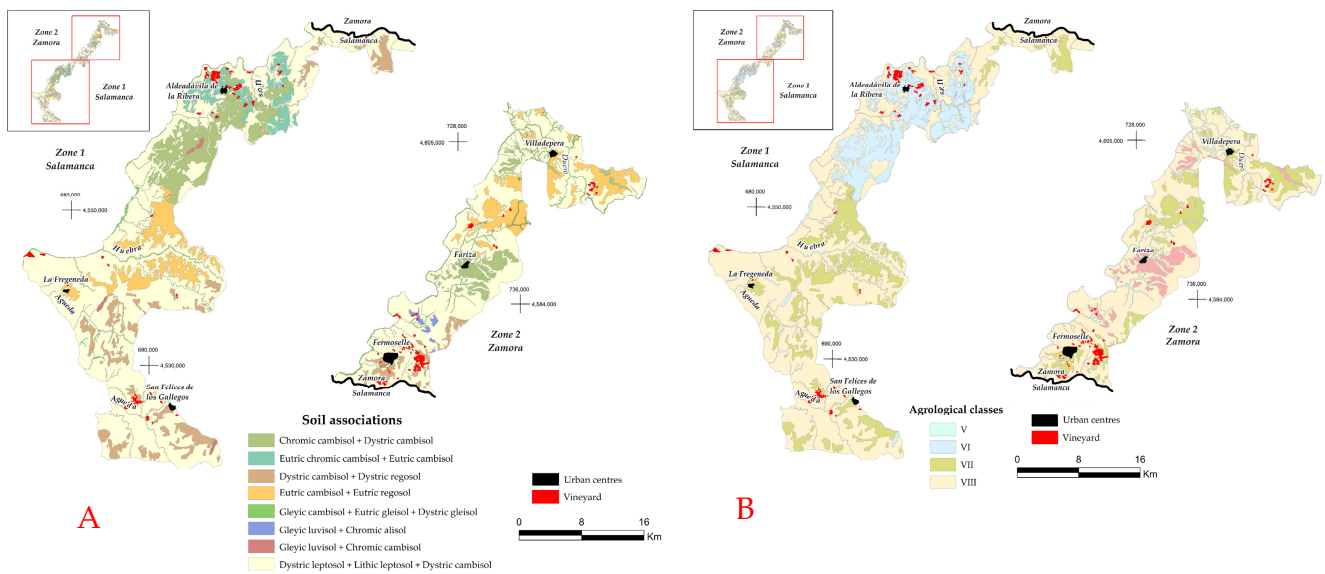 Zone 2
Zamora
Zone 1
Salamanca
Zamora
Salamanca
Aldeadávila de
la Ribera
Uces
Zone 1
Salamanca
4,550,000
Huebra
La Fregeneda
Agueda
690,000
4,530,000
San Felices de
los Gallegos
Agueda
728,000
4,605,000
Villadepera
Duero
Fariza
736,000
4,584,000
Zone 2
Zamora
Fermoselle
Zamora
Salamanca
Soil associations
Chromic cambisol + Dystric cambisol
Eutric chromic cambisol + Eutric cambisol
Dystric cambisol + Dystric regosol
Eutric cambisol + Eutric regosol
Gleyic cambisol + Eutric gleisol + Dystric gleisol
Gleyic luvisol + Chromic alisol
Gleyic luvisol + Chromic cambisol
Dystric leptosol + Lithic leptosol + Dystric cambisol
Urban centres
Vineyard
0 8 16
Km
A
Zone 2
Zamora
Zone 1
Salamanca
Zamora
Salamanca
Aldeadávila de
la Ribera
Uces
Zone 1
Salamanca
680,000
4,550,000
Huebra
La Fregeneda
Agueda
690,000
4,530,000
San Felices de
los Gallegos
Agueda
728,000
4,605,000
Villadepera
Duero
Fariza
736,000
4,584,000
Zone 2
Zamora
Fermoselle
Zamora
Salamanca
Agrological classes
V
VI
VII
VIII
Urban centres
Vineyard
0 8 16
Km
B